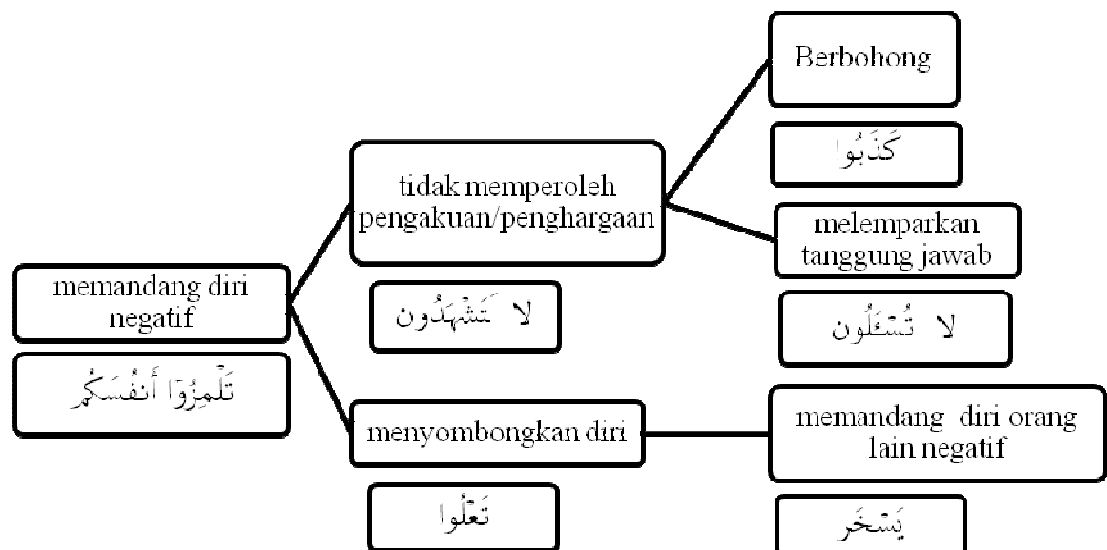 memandang diri
negatif
تَلْمِزُوٓا أَنفُسَكُمْ
tidak memperoleh
pengakuan/penghargaan
لا تَشْهَدُون
menyombongkan diri
تَعْلُوا
Berbohong
كَذَبُوا
melemparkan
tanggung jawab
لا تُسْـَٔلُون
memandang diri orang
lain negatif
يَسْخَر